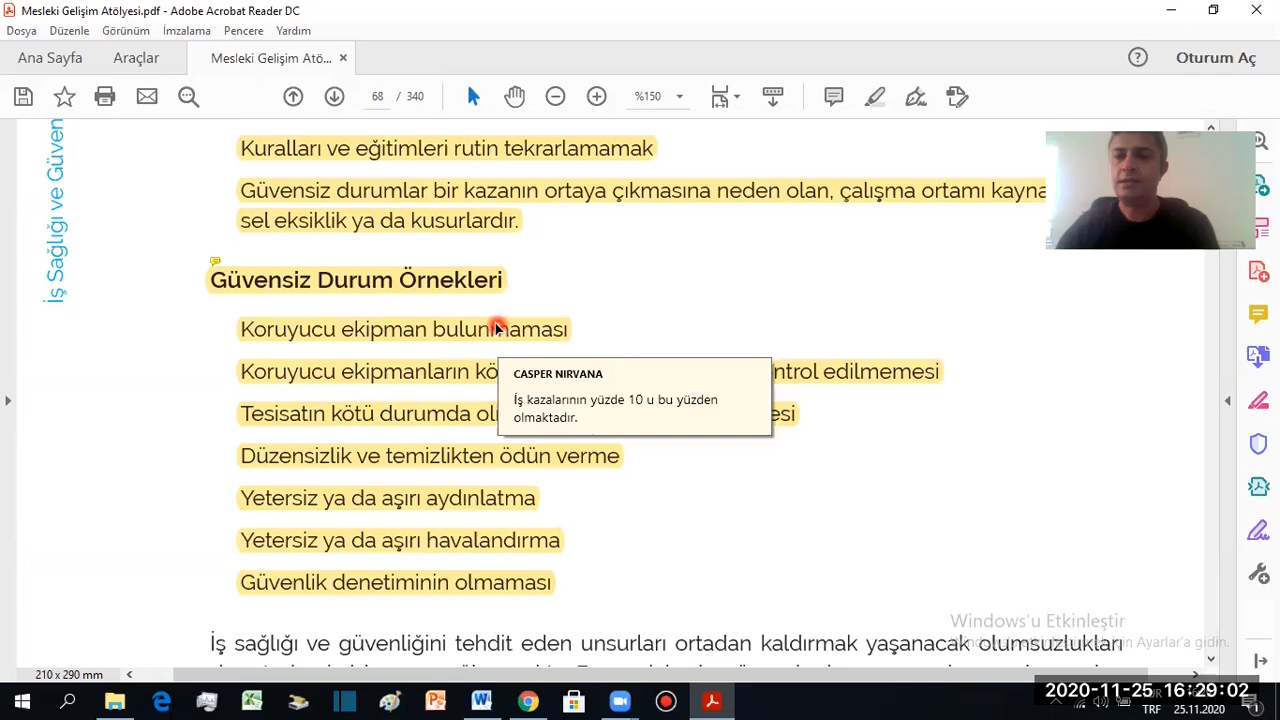 Mesleki Gelişim Atölyesi.pdf - Adobe Acrobat Reader DC
Dosya Düzenle Görünüm İmzalama Pencere Yardım
Ana Sayfa Araçlar Mesleki Gelişim Atö... × Oturum Aç
68 / 340 %150
İş Sağlığı ve Güven
Kuralları ve eğitimleri rutin tekrarlamamak
Güvensiz durumlar bir kazanın ortaya çıkmasına neden olan, çalışma ortamı kayna
sel eksiklik ya da kusurlardır.
Güvensiz Durum Örnekleri
Koruyucu ekipman bulunmaması
Koruyucu ekipmanların kö ntrol edilmemesi
CASPER NIRVANA
İş kazalarının yüzde 10 u bu yüzden
olmaktadır.
Tesisatın kötü durumda ol esi
Düzensizlik ve temizlikten ödün verme
Yetersiz ya da aşırı aydınlatma
Yetersiz ya da aşırı havalandırma
Güvenlik denetiminin olmaması
Windows'u Etkinleştir
için Ayarlar'a gidin.
İş sağlığı ve güvenliğini tehdit eden unsurları ortadan kaldırmak yaşanacak olumsuzlukları
210 x 290 mm
2020-11-25 16:29:02
TRF 25.11.2020